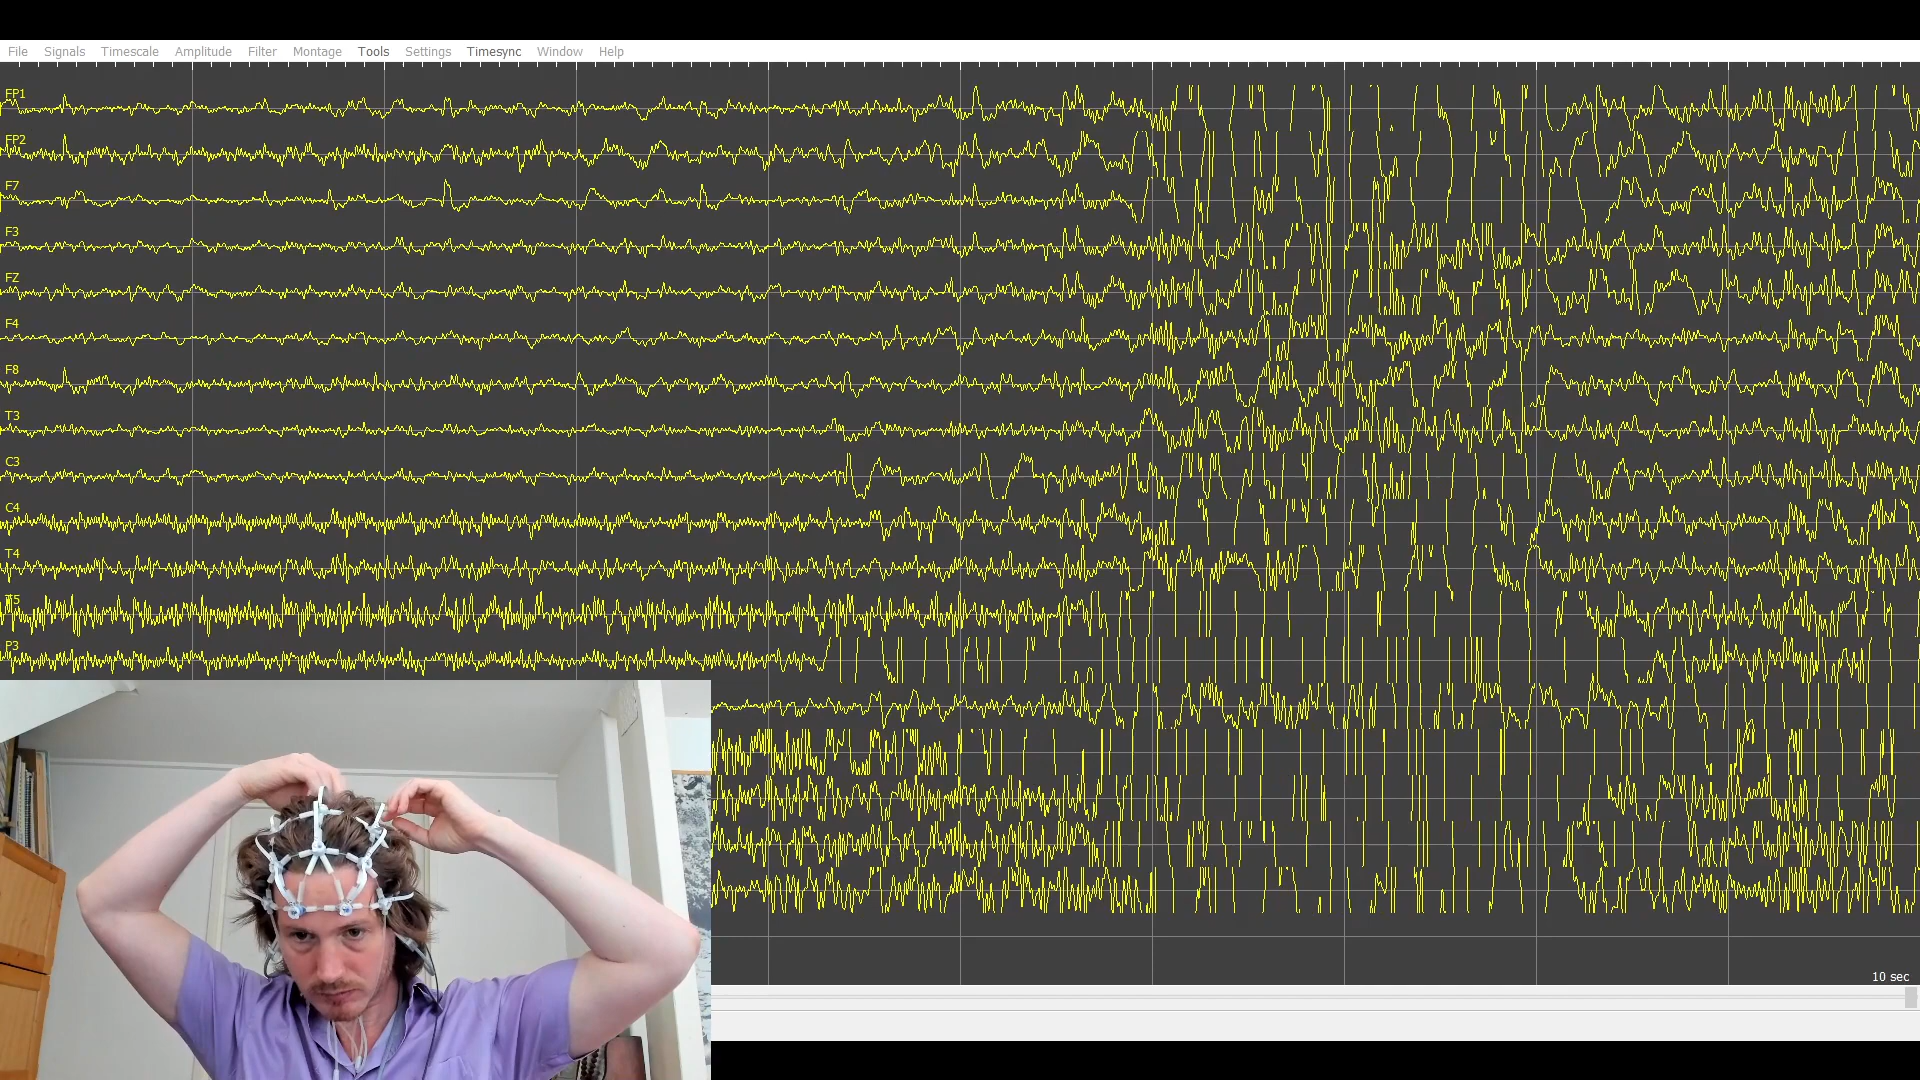 File Signals Timescale Amplitude Filter Montage Tools Settings Timesync Window Help
FP1
FP2
F7
F3
FZ
F4
F8
T3
C3
C4
T4
T5
P3
10 sec